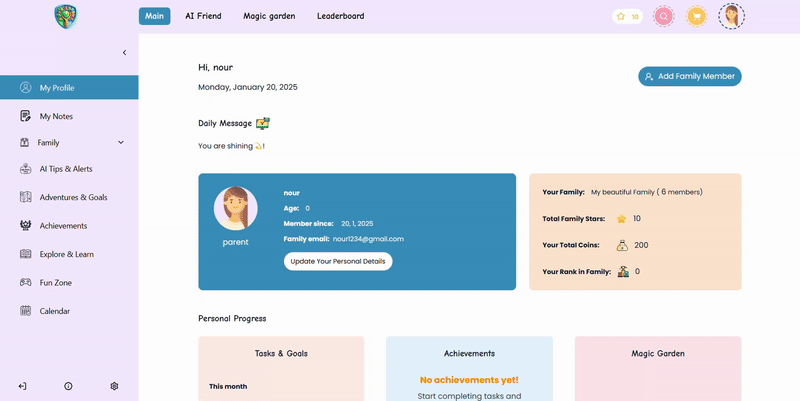 Main
AI Friend
Magic garden
Leaderboard
10
My Profile
My Notes
Family
AI Tips & Alerts
Adventures & Goals
Achievements
Explore & Learn
Fun Zone
Calendar
Hi, nour
Monday, January 20, 2025
Add Family Member
Daily Message
You are shining 💫!
parent
nour
Age: 0
Member since: 20, 1, 2025
Family email: nour1234@gmail.com
Update Your Personal Details
Your Family: My beautiful Family ( 6 members)
Total Family Stars: 10
Your Total Coins: 200
Your Rank in Family: 0
Personal Progress
Tasks & Goals
This month
Achievements
No achievements yet!
Start completing tasks and
Magic Garden